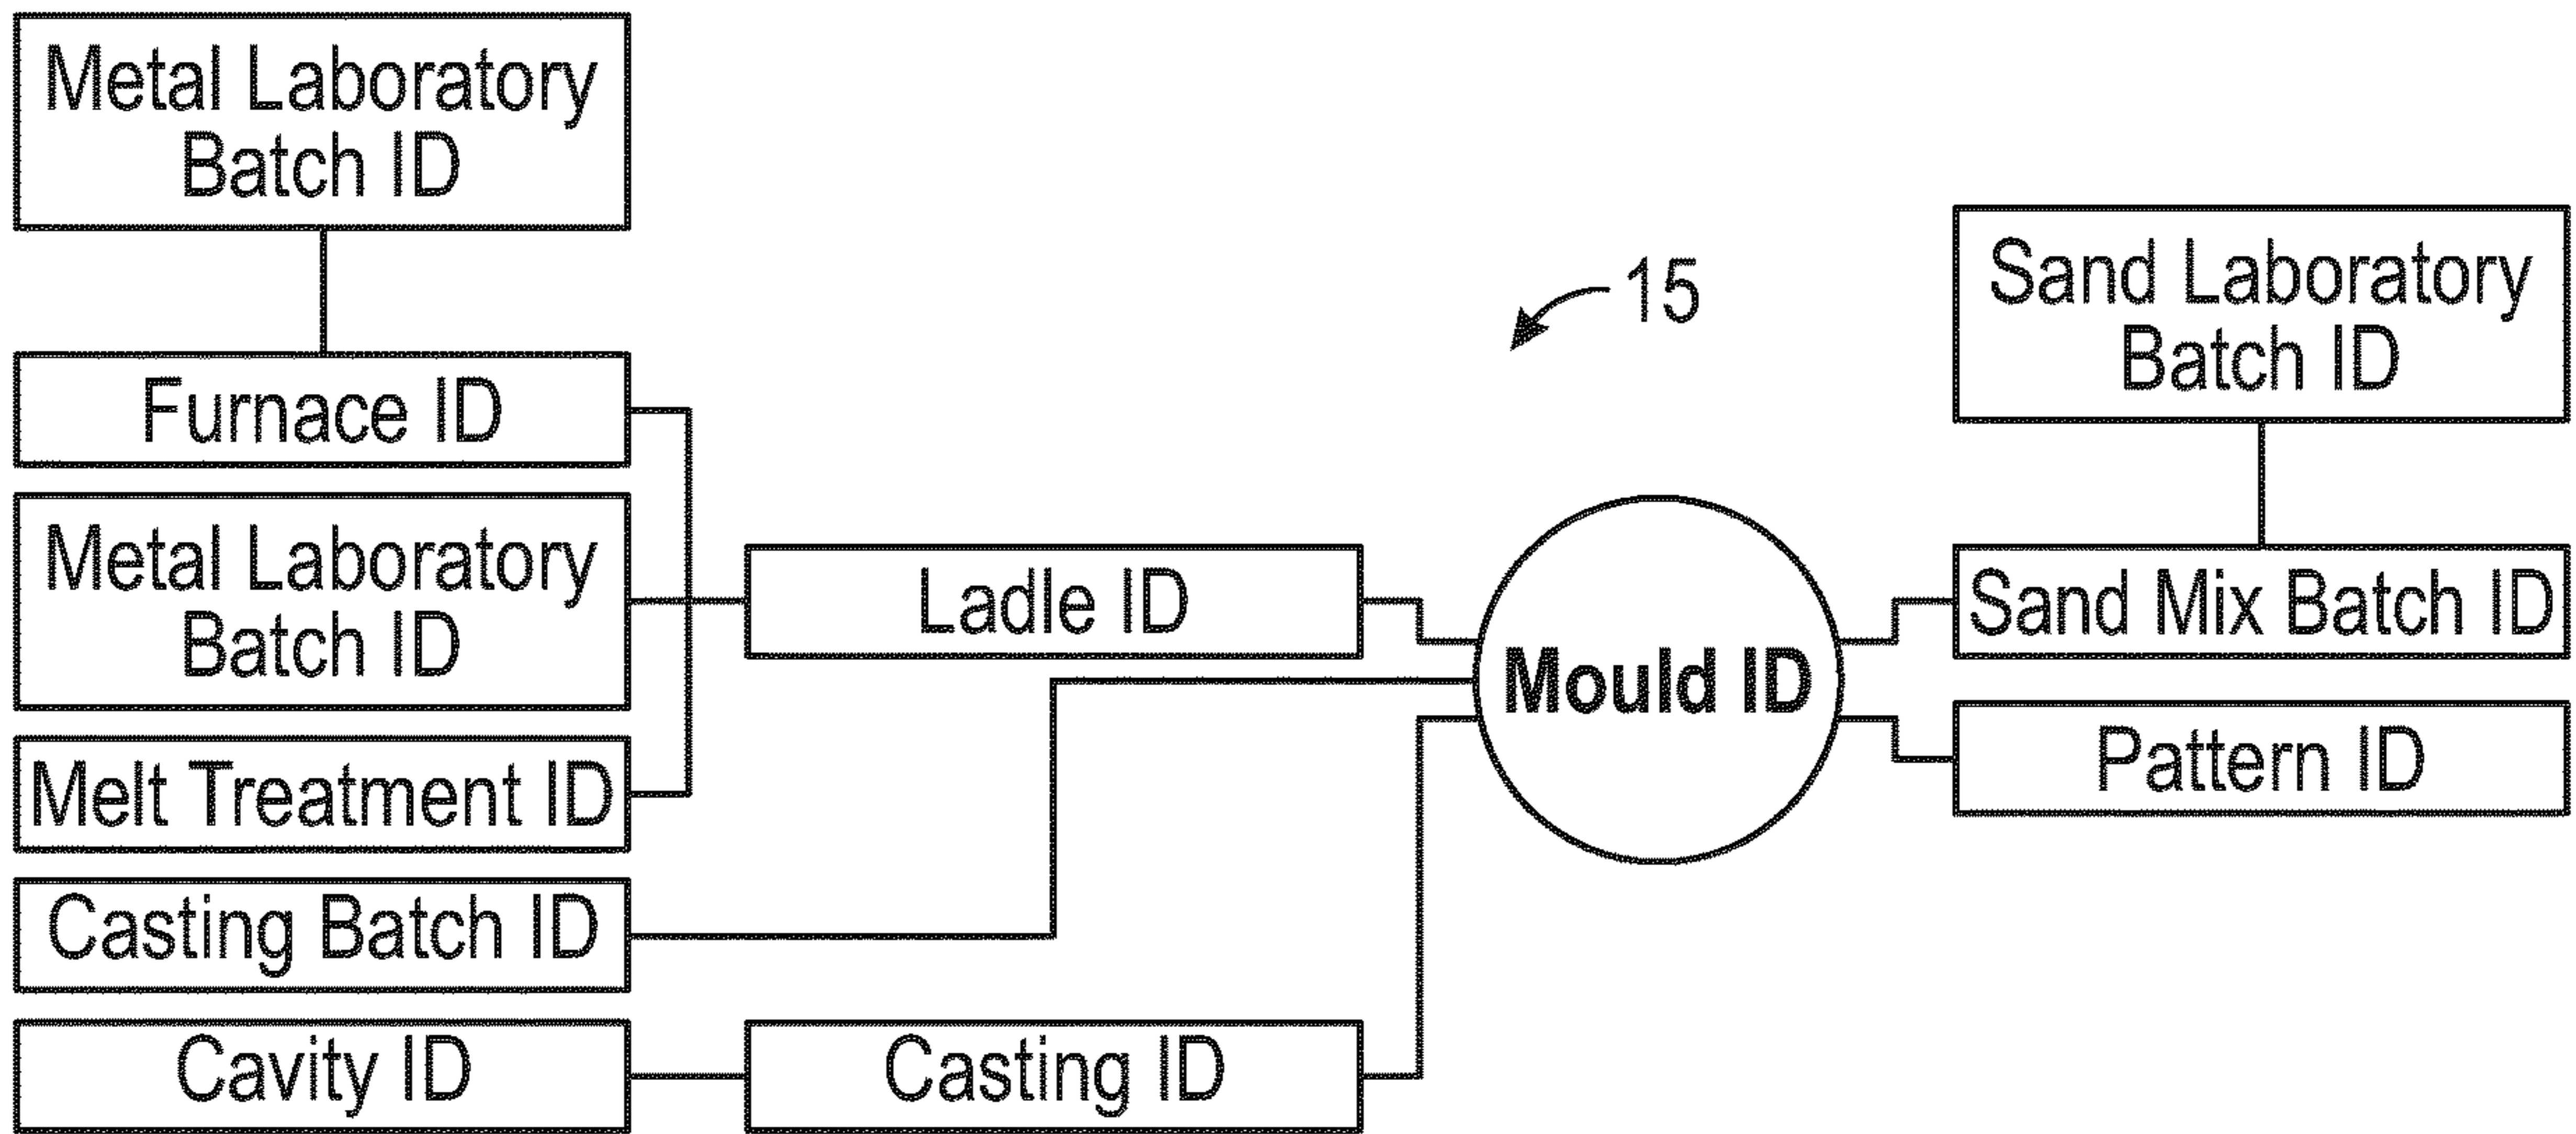 Metal Laboratory
Batch ID
Furnace ID
Metal Laboratory
Batch ID
Melt Treatment ID
Casting Batch ID
Cavity ID
Ladle ID
Casting ID
15
Mould ID
Sand Laboratory
Batch ID
Sand Mix Batch ID
Pattern ID